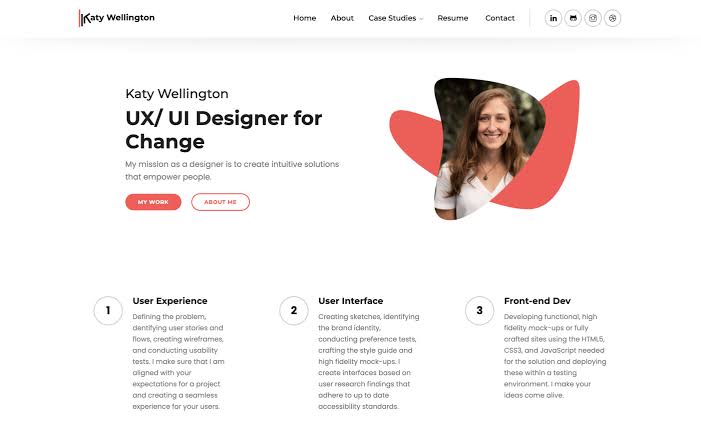 Katy Wellington
Home About Case Studies Resume Contact
in
Katy Wellington
UX/ UI Designer for
Change
My mission as a designer is to create intuitive solutions
that empower people.
MY WORK ABOUT ME
1
User Experience
Defining the problem,
dentifying user stories and
flows, creating wireframes,
and conducting usability
tests. I make sure that I am
aligned with your
expectations for a project
and creating a seamless
experience for your users.
2
User Interface
Creating sketches, identifying
the brand identity,
conducting preference tests,
crafting the style guide and
high fidelity mock-ups. I
create interfaces based on
user research findings that
adhere to up to date
accessibility standards.
3
Front-end Dev
Developing functional, high
fidelity mock-ups or fully
crafted sites using the HTML5,
CSS3, and JavaScript needed
for the solution and deploying
these within a testing
environment. I make your
ideas come alive.